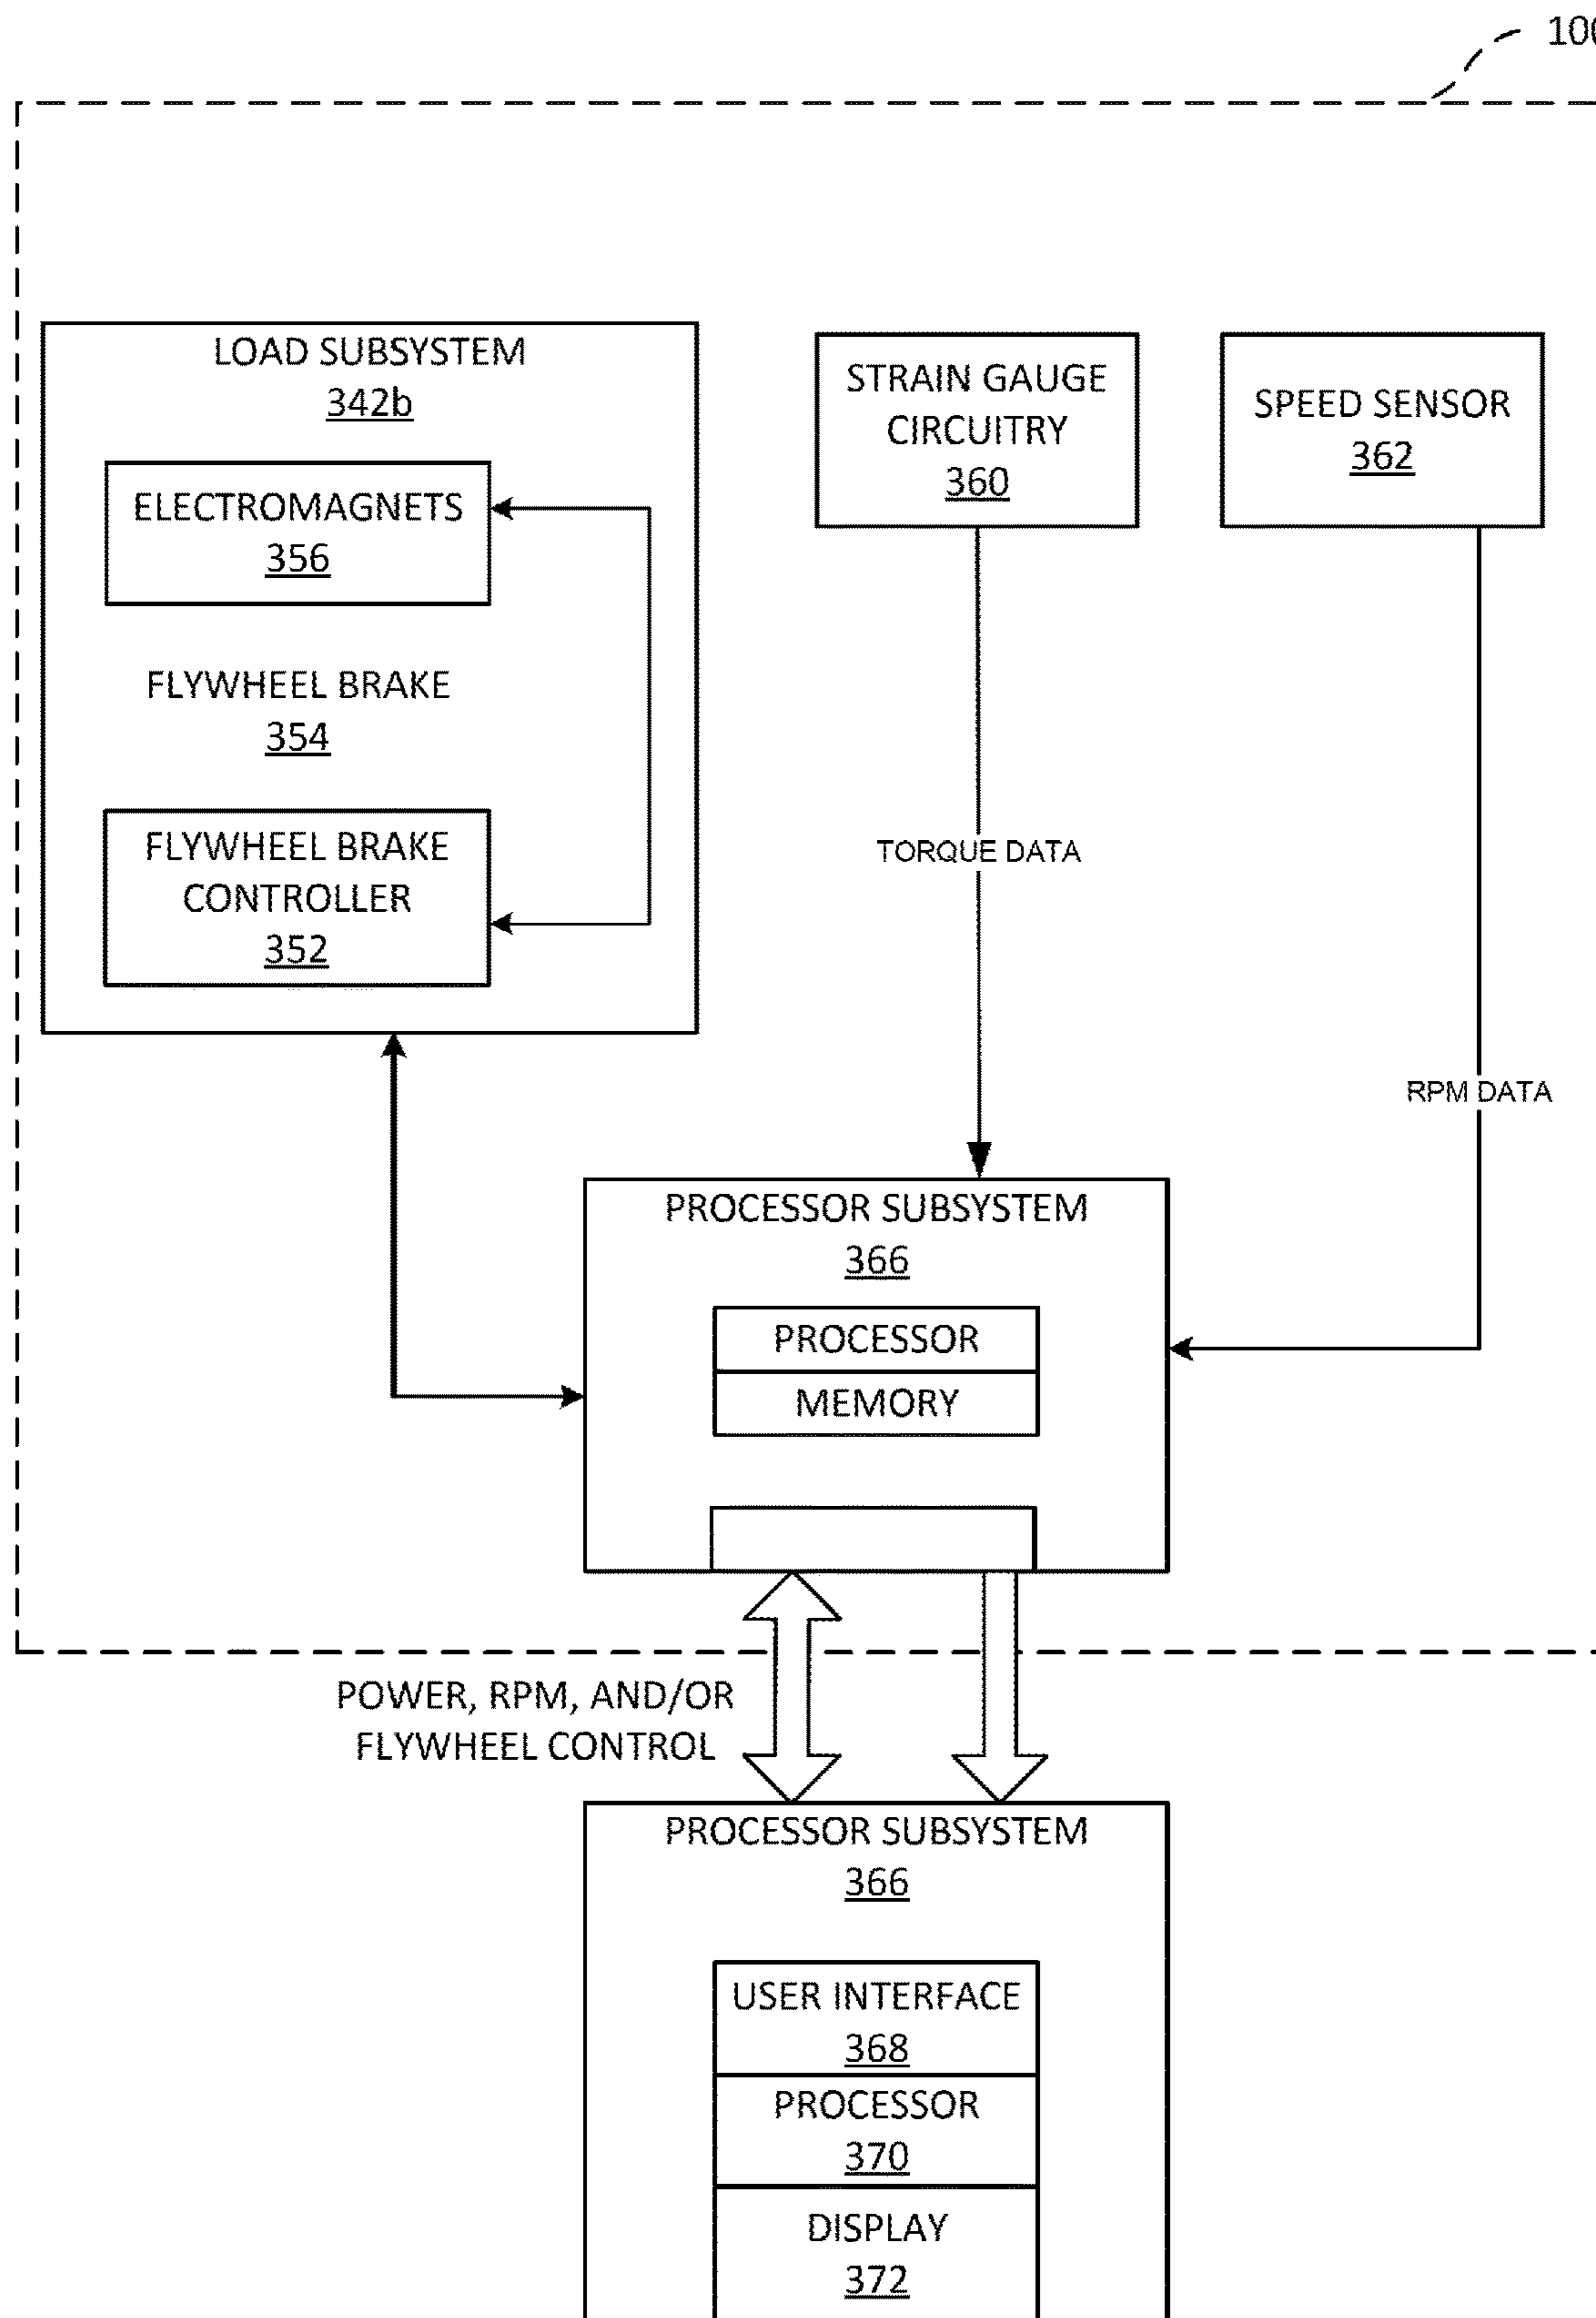 100
LOAD SUBSYSTEM
342b
ELECTROMAGNETS
356
FLYWHEEL BRAKE
354
FLYWHEEL BRAKE
CONTROLLER
352
STRAIN GAUGE
CIRCUITRY
360
SPEED SENSOR
362
TORQUE DATA
RPM DATA
PROCESSOR SUBSYSTEM
366
PROCESSOR
MEMORY
POWER, RPM, AND/OR
FLYWHEEL CONTROL
PROCESSOR SUBSYSTEM
366
USER INTERFACE
368
PROCESSOR
370
DISPLAY
372